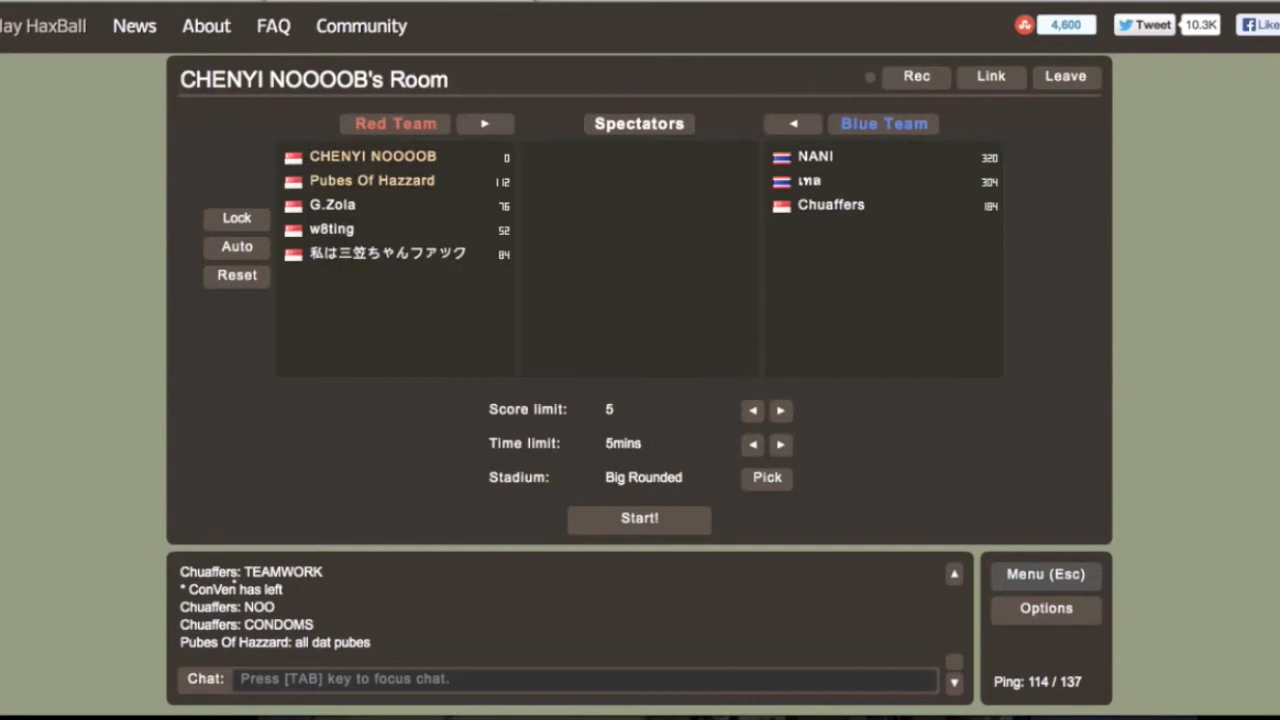 lay HaxBall News About FAQ Community 4,600 Tweet 10.3K Like
CHENYI NOOOOB's Room Rec Link Leave
Red Team ► Spectators ◄ Blue Team
CHENYI NOOOOB 0
Pubes Of Hazzard 112
G.Zola 76
w8ting 52
私は三笠ちゃんファック 84
NANI 320
เทล 304
Chuaffers 184
Lock
Auto
Reset
Score limit: 5 ◄ ►
Time limit: 5mins ◄ ►
Stadium: Big Rounded Pick
Start!
Chuaffers: TEAMWORK
* ConVen has left
Chuaffers: NOO
Chuaffers: CONDOMS
Pubes Of Hazzard: all dat pubes
Chat: Press [TAB] key to focus chat.
Menu (Esc)
Options
Ping: 114 / 137